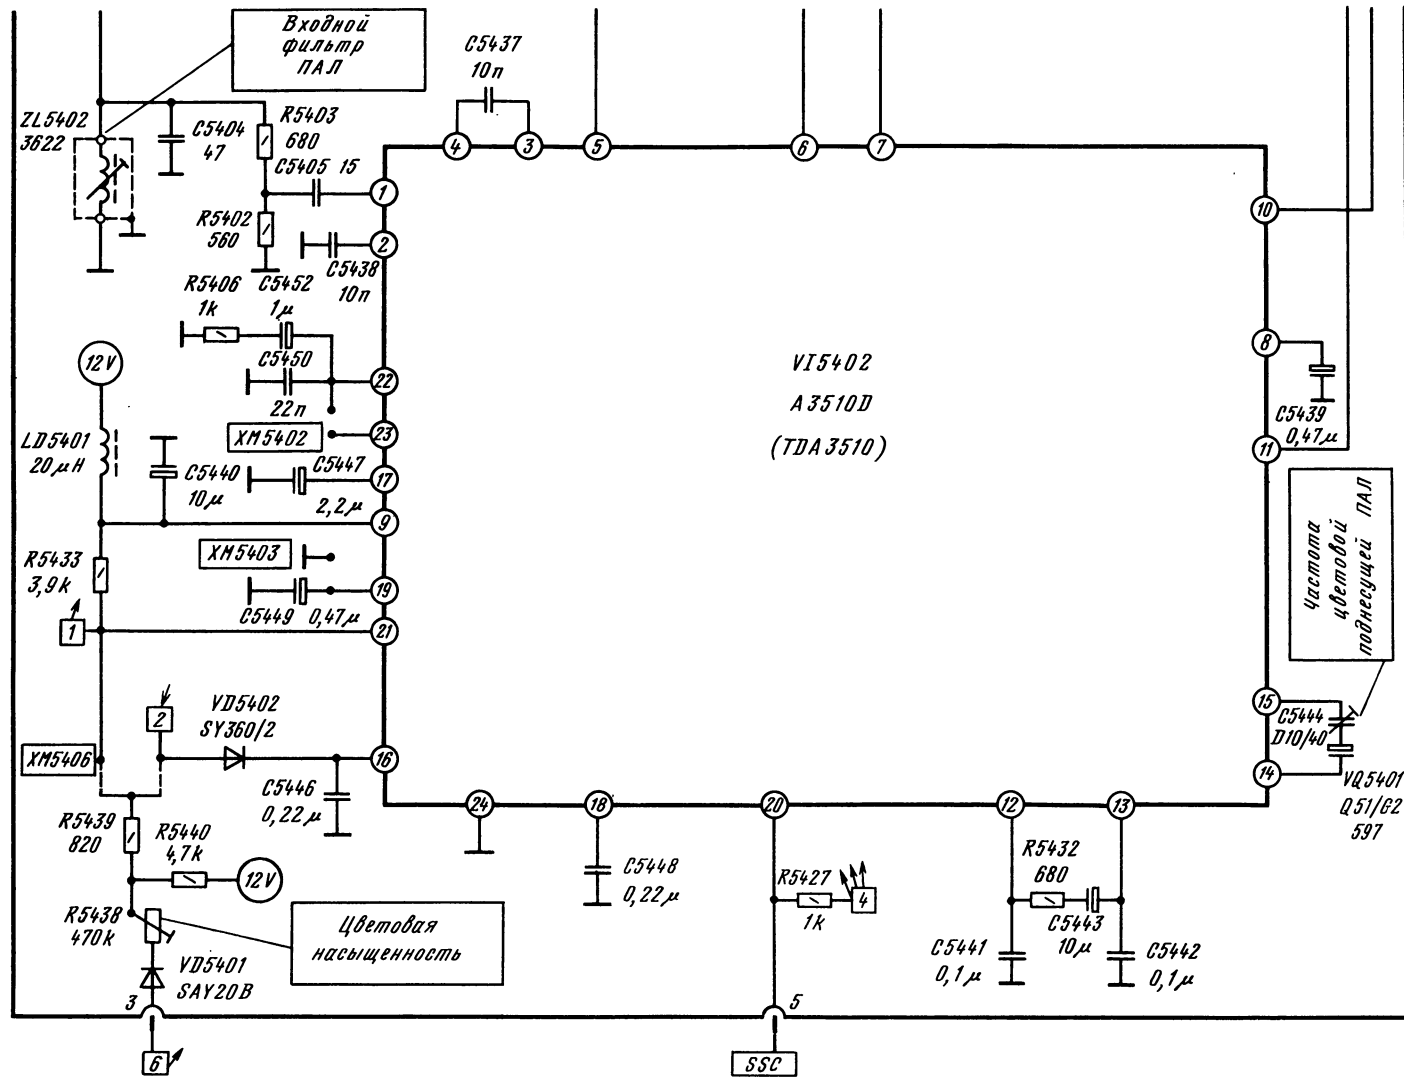 Входной
фильтр
ПАЛ
C5437
10п
ZL5402
3622
C5404
47
R5403
680
C5405 15
4
3
5
6
7
1
10
R5402
560
2
C5438
10п
R5406
1k
C5452
1µ
12V
C5450
22п
22
XM5402
23
VI5402
A3510D
(TDA3510)
8
C5439
0,47µ
11
LD5401
20µH
C5440
10µ
C5447
2,2µ
17
9
Частота
цветовой
поднесущей ПАЛ
R5433
3,9k
XM5403
C5449 0,47µ
19
1
21
2
VD5402
SY360/2
15
C5444
D10/40
XM5406
16
14
C5446
0,22µ
VQ5401
Q51/G2
597
24
18
20
12
13
R5439
820
R5440
4,7k
12V
C5448
0,22µ
R5427
1k
4
R5432
680
C5443
10µ
R5438
470k
Цветовая
насыщенность
C5441
0,1µ
C5442
0,1µ
VD5401
SAY20B
3
5
6
SSC